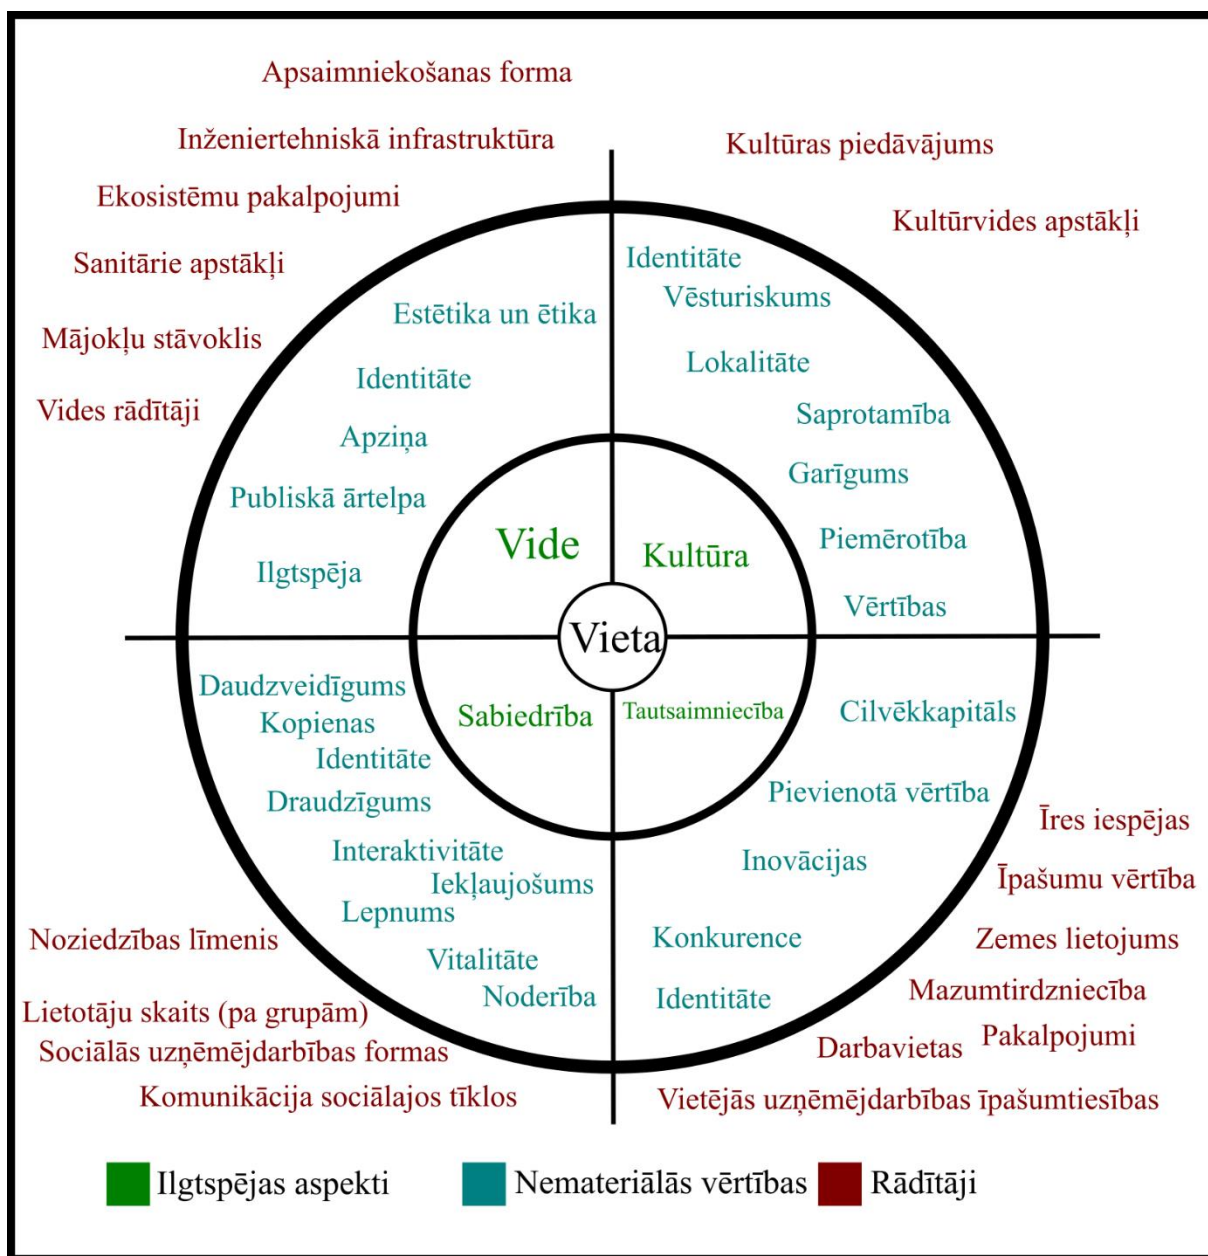 Apsaimniekošanas forma
Inženiertehniskā infrastruktūra
Ekosistēmu pakalpojumi
Sanitārie apstākļi
Mājokļu stāvoklis
Vides rādītāji
Kultūras piedāvājums
Kultūrvides apstākļi
Estētika un ētika
Identitāte
Apziņa
Publiskā ārtelpa
Ilgtspēja
Identitāte
Vēsturiskums
Lokalitāte
Saprotamība
Garīgums
Piemērotība
Vērtības
Vide
Kultūra
Vieta
Sabiedrība
Tautsaimniecība
Daudzveidīgums
Kopienas
Identitāte
Draudzīgums
Interaktivitāte
Iekļaujošums
Lepnums
Vitalitāte
Noderība
Cilvēkkapitāls
Pievienotā vērtība
Inovācijas
Konkurence
Identitāte
Noziedzības līmenis
Lietotāju skaits (pa grupām)
Sociālās uzņēmējdarbības formas
Komunikācija sociālajos tīklos
Īres iespējas
Īpašumu vērtība
Zemes lietojums
Mazumtirdzniecība
Pakalpojumi
Darbavietas
Vietējās uzņēmējdarbības īpašumtiesības
Ilgtspējas aspekti
Nemateriālās vērtības
Rādītāji